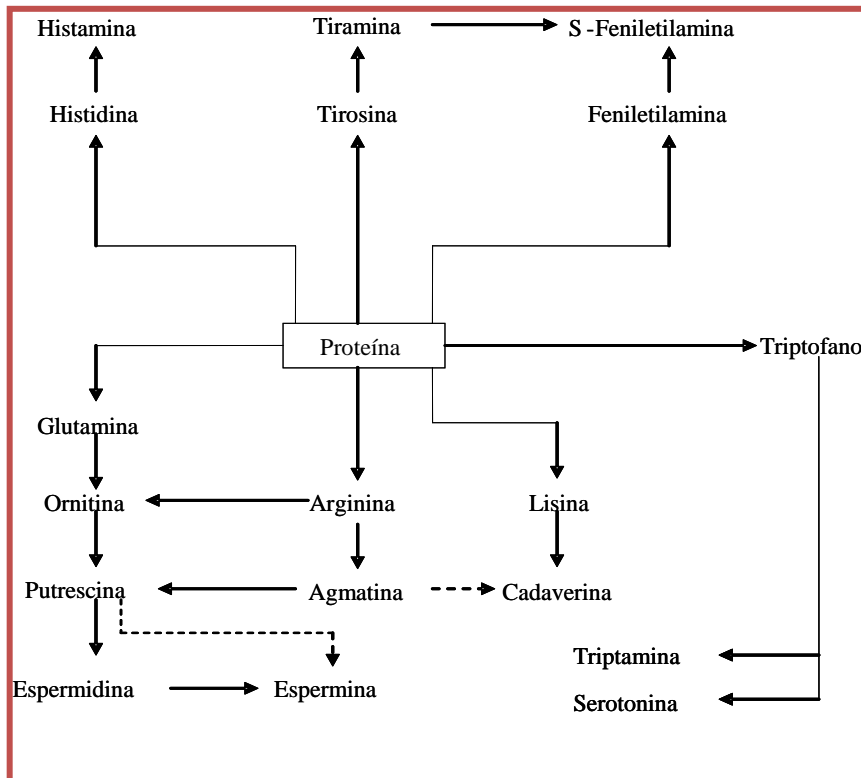 Histamina
Tiramina
S -Feniletilamina
Histidina
Tirosina
Feniletilamina
Proteína
Triptofano
Glutamina
Ornitina
Arginina
Lisina
Putrescina
Agmatina
Cadaverina
Triptamina
Espermidina
Espermina
Serotonina